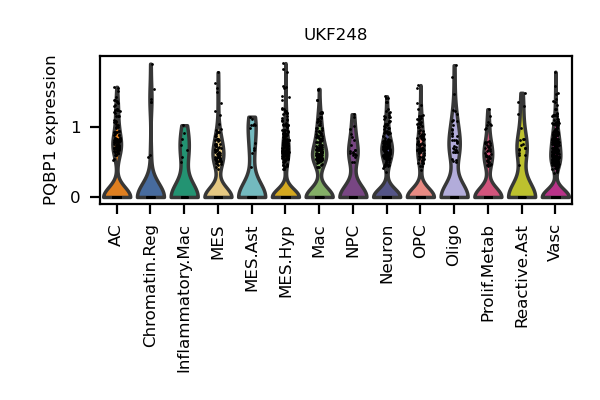 UKF248
PQBP1 expression
1
0
AC
Chromatin.Reg
Inflammatory.Mac
MES
MES.Ast
MES.Hyp
Mac
NPC
Neuron
OPC
Oligo
Prolif.Metab
Reactive.Ast
Vasc